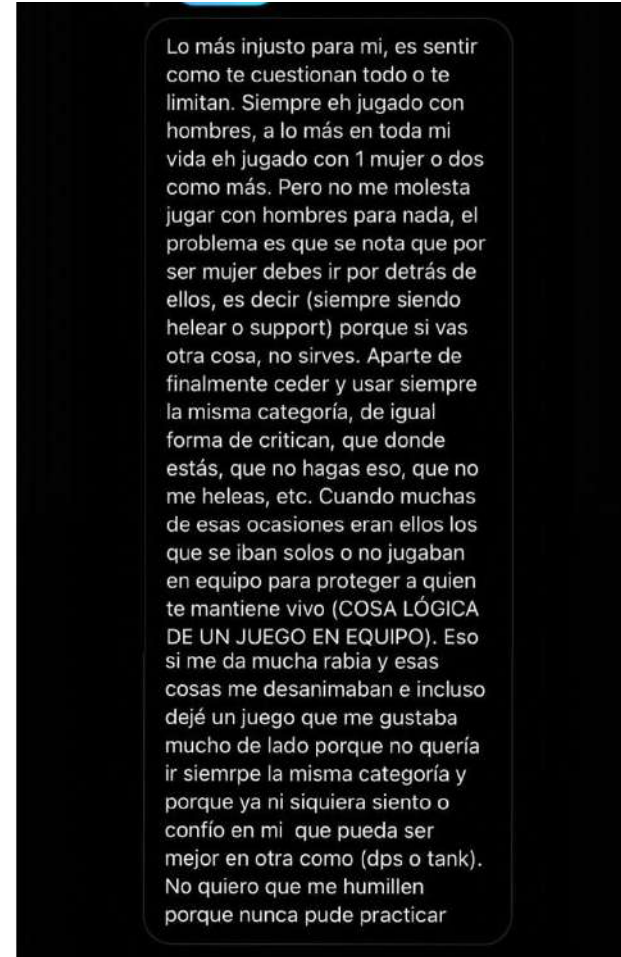 Lo más injusto para mi, es sentir
como te cuestionan todo o te
limitan. Siempre eh jugado con
hombres, a lo más en toda mi
vida eh jugado con 1 mujer o dos
como más. Pero no me molesta
jugar con hombres para nada, el
problema es que se nota que por
ser mujer debes ir por detrás de
ellos, es decir (siempre siendo
helear o support) porque si vas
otra cosa, no sirves. Aparte de
finalmente ceder y usar siempre
la misma categoría, de igual
forma de critican, que donde
estás, que no hagas eso, que no
me heleas, etc. Cuando muchas
de esas ocasiones eran ellos los
que se iban solos o no jugaban
en equipo para proteger a quien
te mantiene vivo (COSA LÓGICA
DE UN JUEGO EN EQUIPO). Eso
si me da mucha rabia y esas
cosas me desanimaban e incluso
dejé un juego que me gustaba
mucho de lado porque no quería
ir siemrpe la misma categoría y
porque ya ni siquiera siento o
confío en mi  que pueda ser
mejor en otra como (dps o tank).
No quiero que me humillen
porque nunca pude practicar